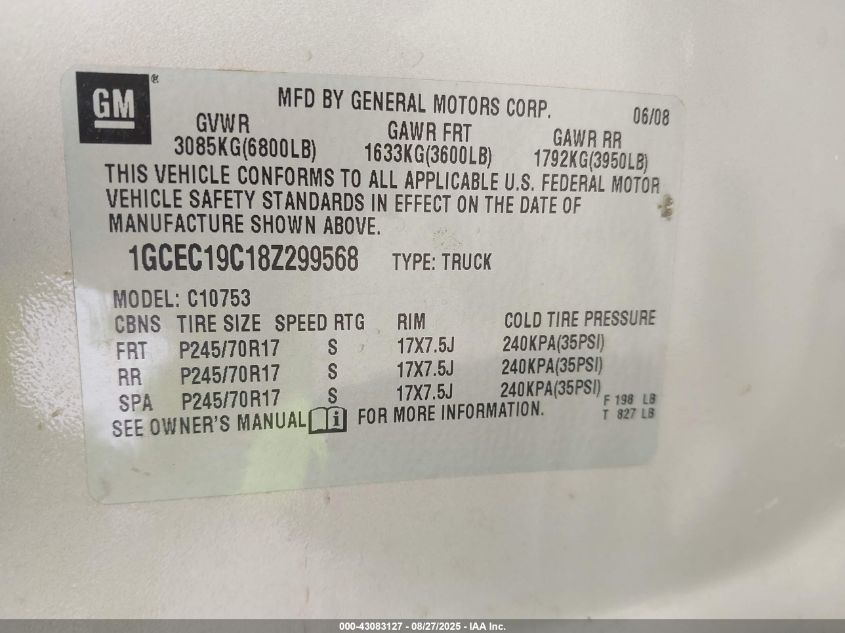 GM ®
MFD BY GENERAL MOTORS CORP. 06/08
GVWR GAWR FRT GAWR RR
3085KG(6800LB) 1633KG(3600LB) 1792KG(3950LB)
THIS VEHICLE CONFORMS TO ALL APPLICABLE U.S. FEDERAL MOTOR
VEHICLE SAFETY STANDARDS IN EFFECT ON THE DATE OF
MANUFACTURE SHOWN ABOVE.
1GCEC19C18Z299568 TYPE: TRUCK
MODEL: C10753
CBNS TIRE SIZE SPEED RTG RIM COLD TIRE PRESSURE
FRT P245/70R17 S 17X7.5J 240KPA(35PSI)
RR P245/70R17 S 17X7.5J 240KPA(35PSI)
SPA P245/70R17 S 17X7.5J 240KPA(35PSI)
F 198 LB
T 827 LB
SEE OWNER'S MANUAL i FOR MORE INFORMATION.
000-43083127 - 08/27/2025 - IAA Inc.